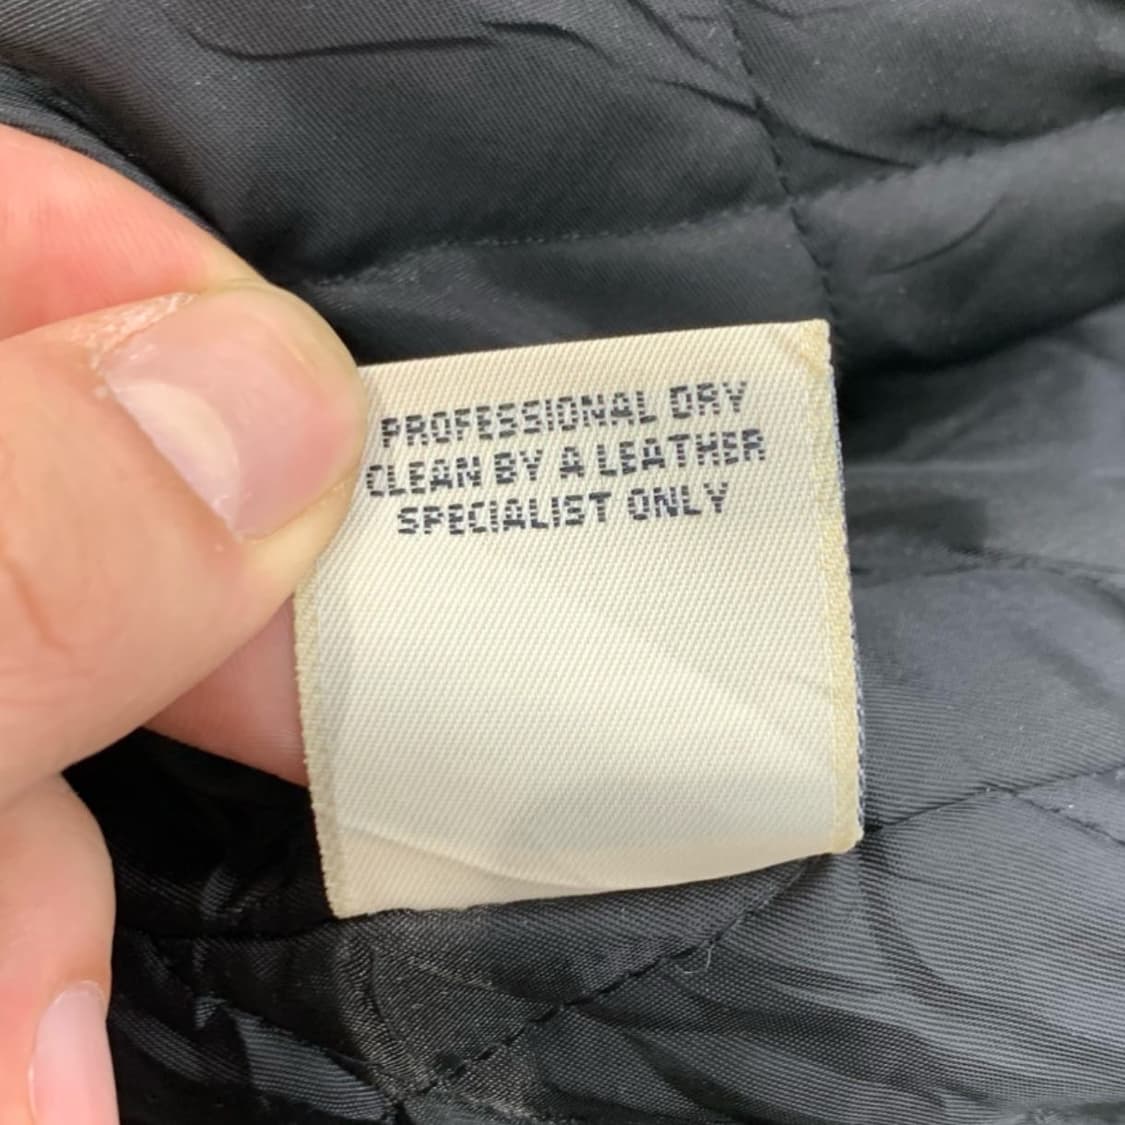 PROFESSIONAL DRY
CLEAN BY A LEATHER
SPECIALIST ONLY